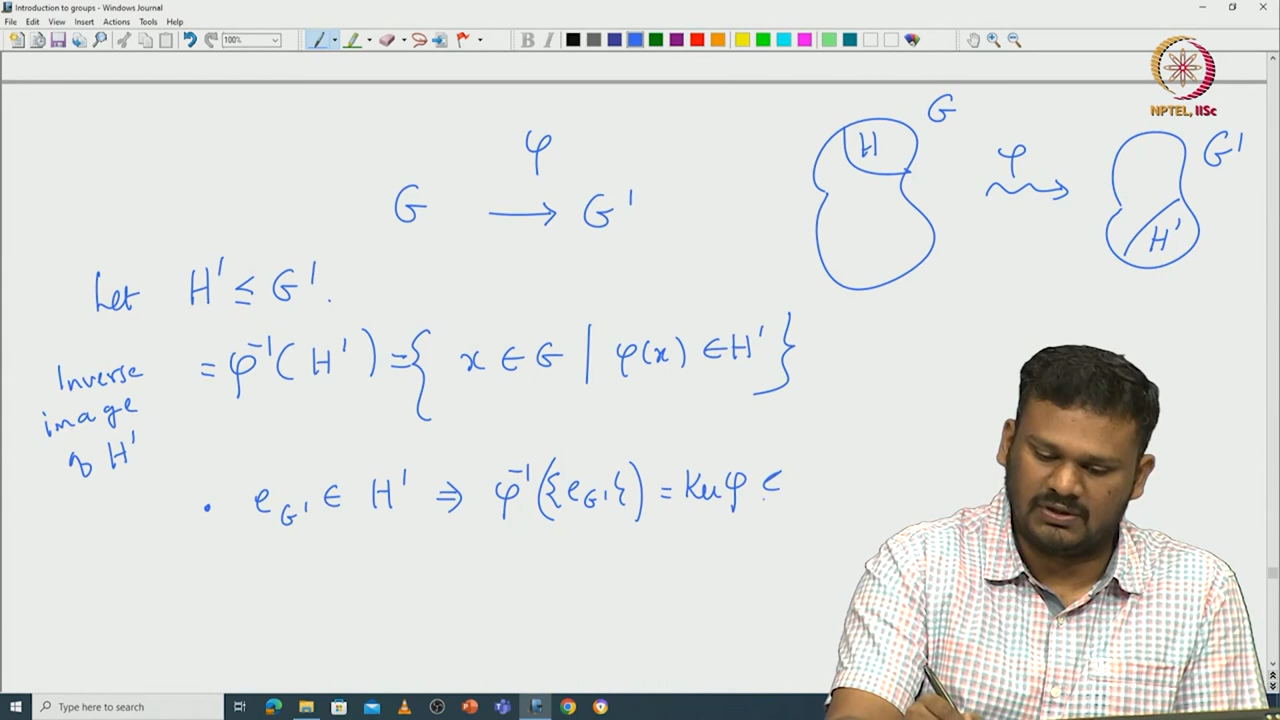 Introduction to groups - Windows Journal
File Edit View Insert Actions Tools Help
100%
NPTEL, IISc
φ
G → G'
H G
φ
G'
H'
Let H' ≤ G'.
Inverse image of H' = φ⁻¹(H') = { x ∈ G | φ(x) ∈ H' }
• e_G' ∈ H' ⇒ φ⁻¹({e_G'}) = Ker φ ⊂
Type here to search